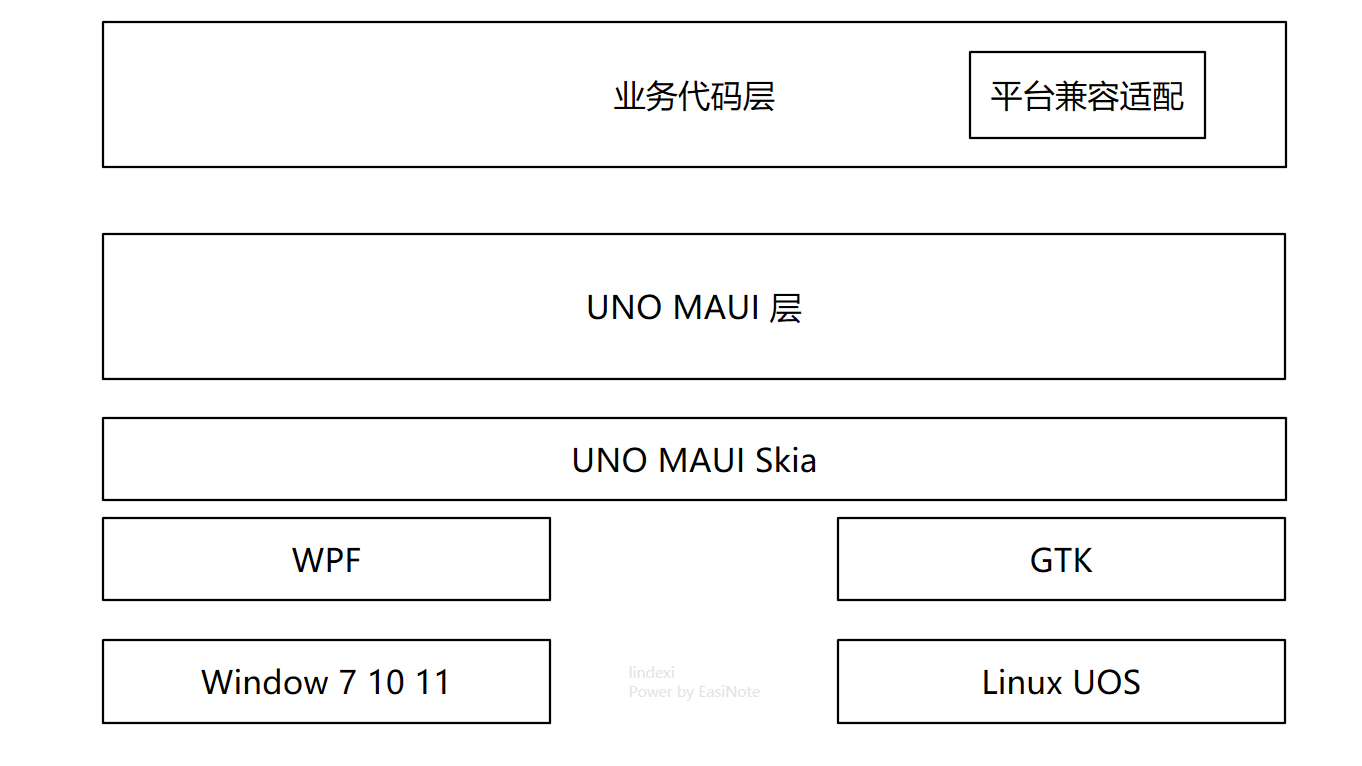 业务代码层
平台兼容适配
UNO MAUI 层
UNO MAUI Skia
WPF
GTK
Window 7 10 11
lindexi
Power by EasiNote
Linux UOS